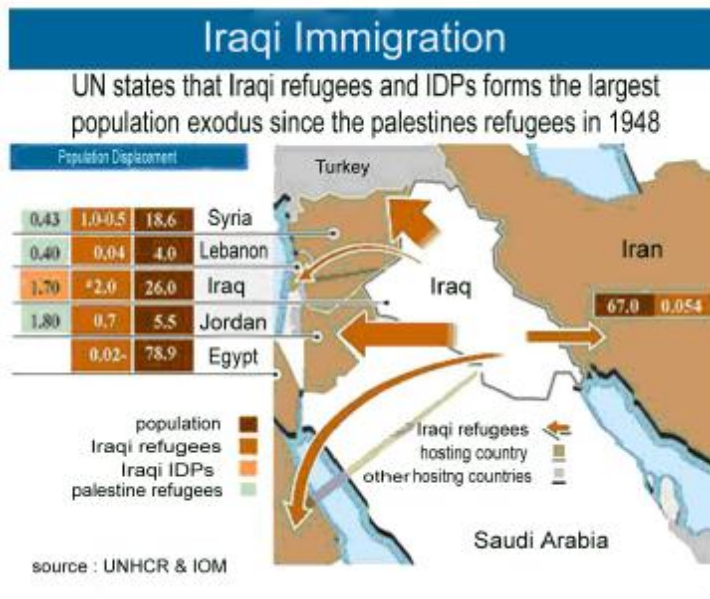 Iraqi Immigration
UN states that Iraqi refugees and IDPs forms the largest
population exodus since the palestines refugees in 1948
Population Displacement
Turkey
0.43 1.0-0.5 18.6 Syria
0.40 0.04 4.0 Lebanon
1.70 *2.0 26.0 Iraq
1.80 0.7 5.5 Jordan
0.02- 78.9 Egypt
Iraq
Iran
67.0 0.054
population
Iraqi refugees
Iraqi IDPs
palestine refugees
Iraqi refugees
hosting country
other hositng countries
Saudi Arabia
source : UNHCR & IOM